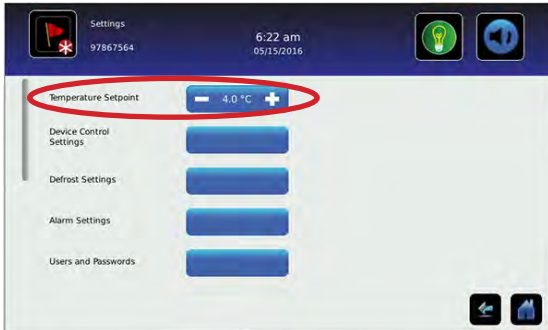 Settings
97867564
6:22 am
05/15/2016
Temperature Setpoint
4.0 °C
Device Control
Settings
Defrost Settings
Alarm Settings
Users and Passwords